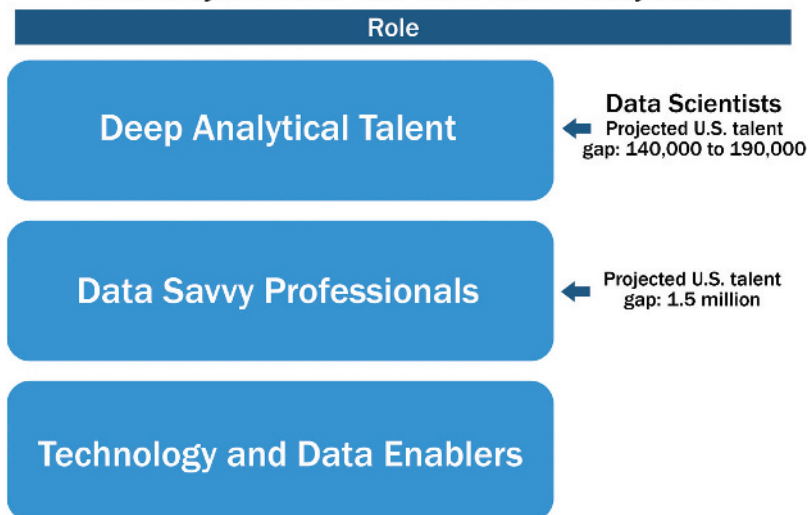 Role
Deep Analytical Talent
Data Scientists
Projected U.S. talent
gap: 140,000 to 190,000
Data Savvy Professionals
Projected U.S. talent
gap: 1.5 million
Technology and Data Enablers